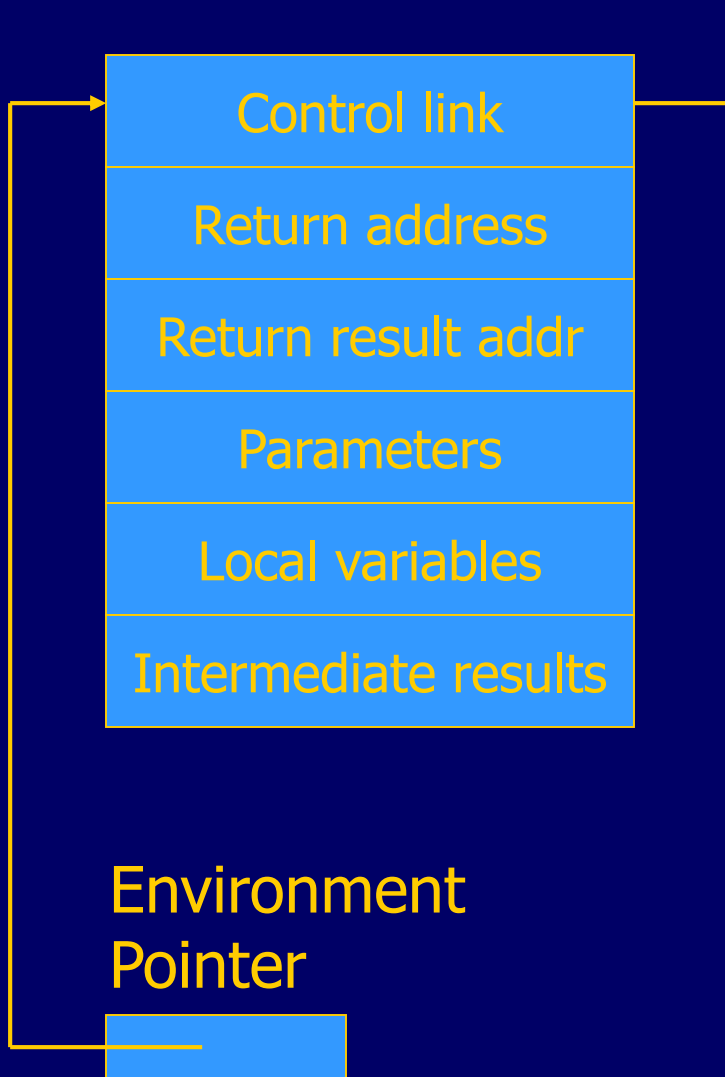 Control link
Return address
Return result addr
Parameters
Local variables
Intermediate results
Environment
Pointer